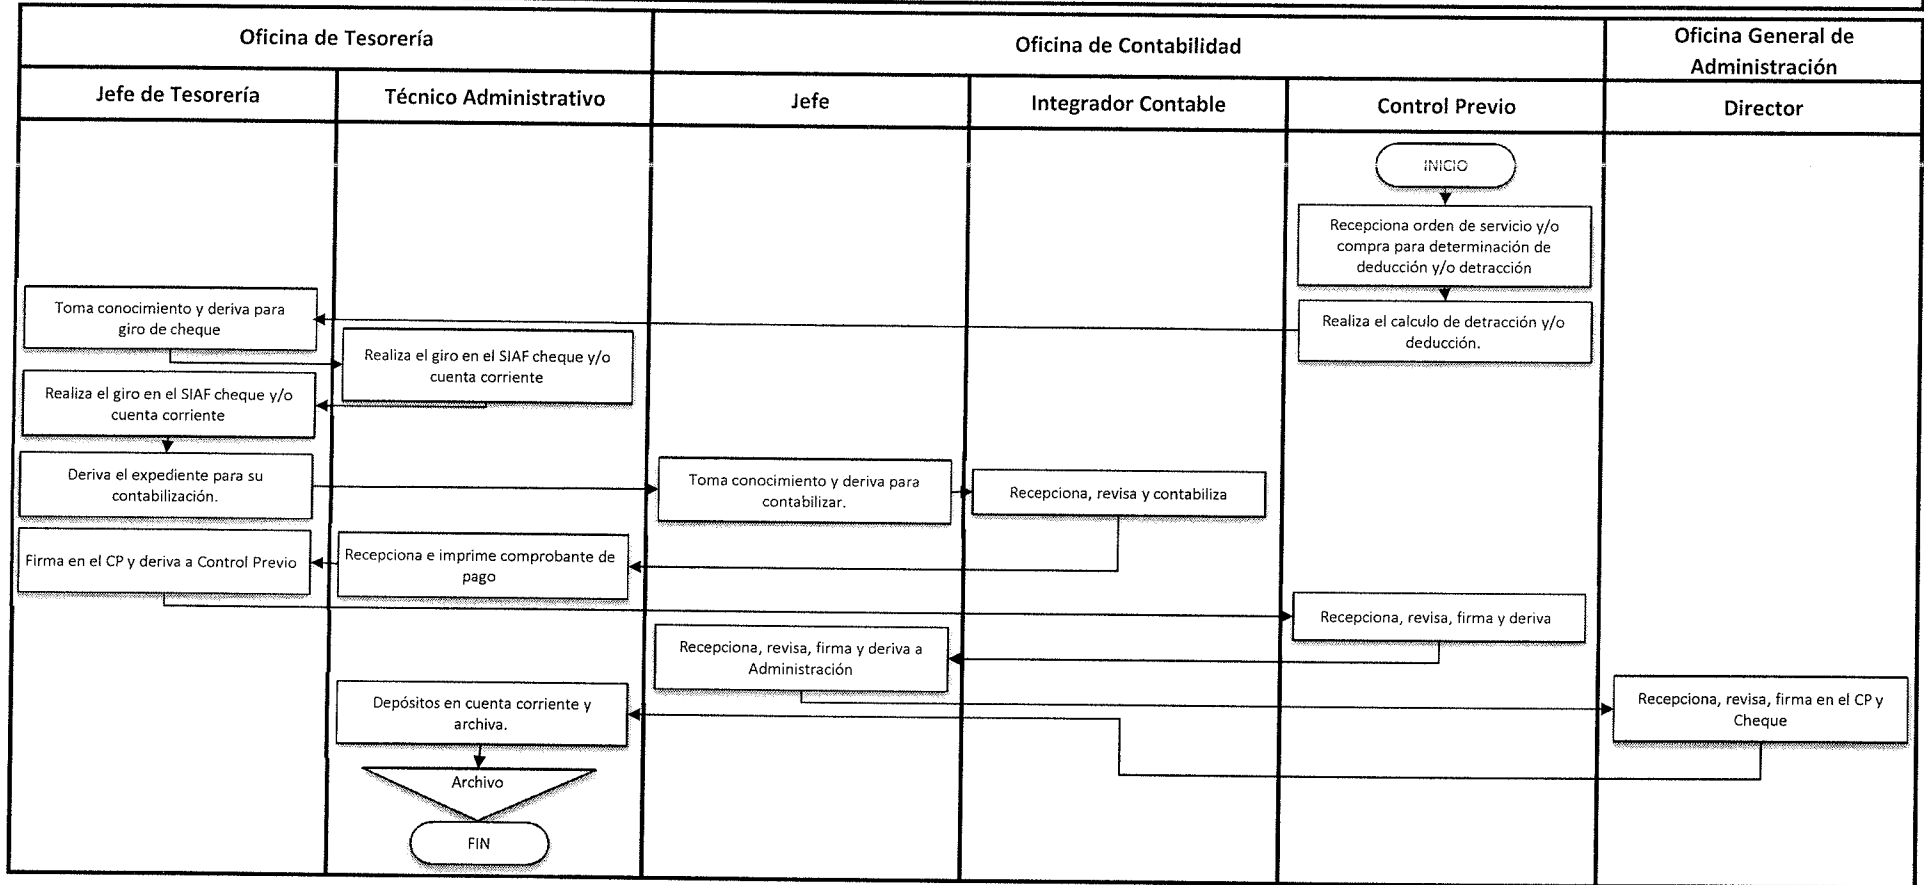 Oficina de Tesorería
Oficina de Contabilidad
Oficina General de
Administración
Jefe de Tesorería
Técnico Administrativo
Jefe
Integrador Contable
Control Previo
Director
INICIO
Recepciona orden de servicio y/o
compra para determinación de
deducción y/o detracción
Toma conocimiento y deriva para
giro de cheque
Realiza el calculo de detracción y/o
deducción.
Realiza el giro en el SIAF cheque y/o
cuenta corriente
Realiza el giro en el SIAF cheque y/o
cuenta corriente
Deriva el expediente para su
contabilización.
Toma conocimiento y deriva para
contabilizar.
Recepciona, revisa y contabiliza
Firma en el CP y deriva a Control Previo
Recepciona e imprime comprobante de
pago
Recepciona, revisa, firma y deriva
Recepciona, revisa, firma y deriva a
Administración
Depósitos en cuenta corriente y
archiva.
Recepciona, revisa, firma en el CP y
Cheque
Archivo
FIN